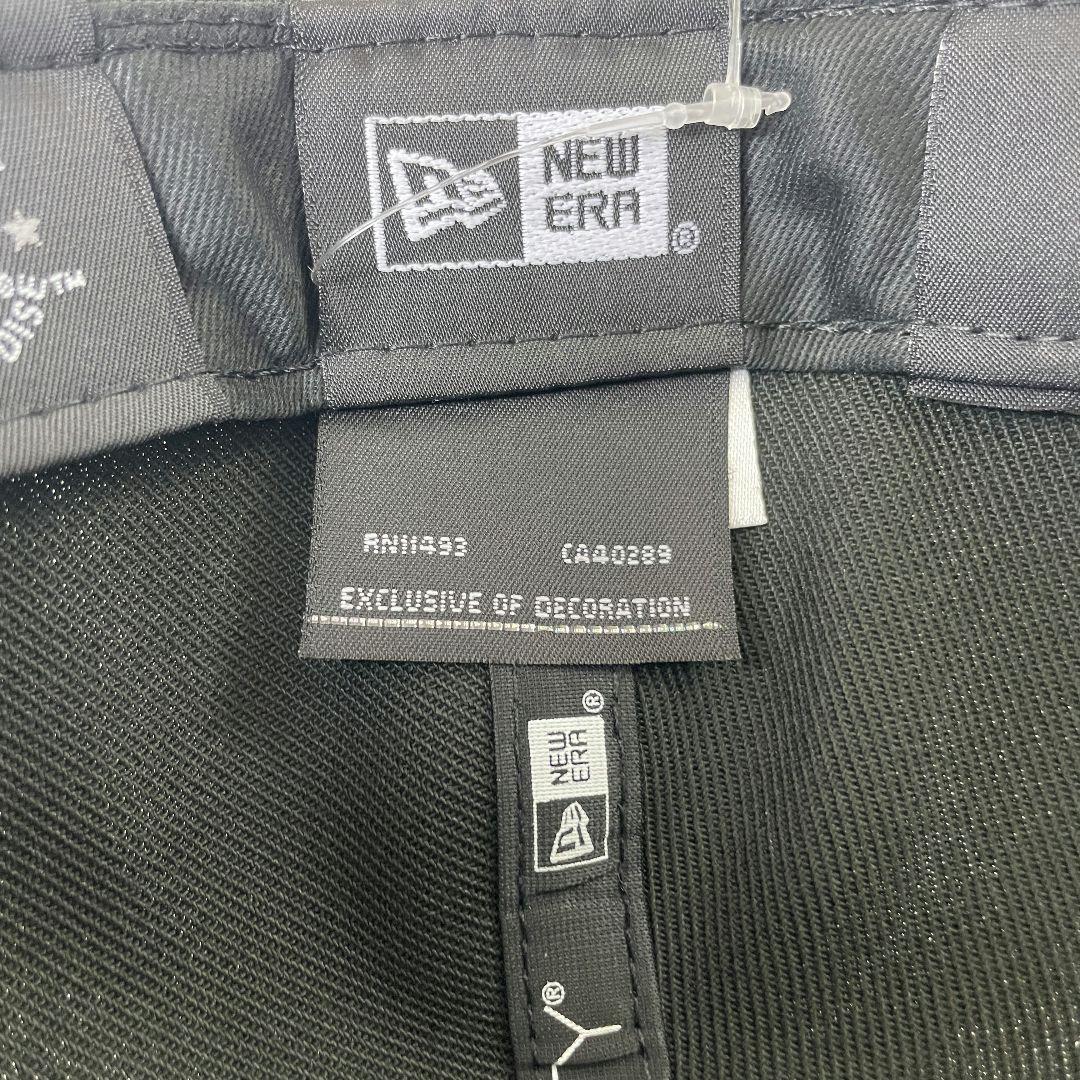 NEW
ERA
®
RN11493 CA40289
EXCLUSIVE OF DECORATION
NEW
ERA
®
Y®